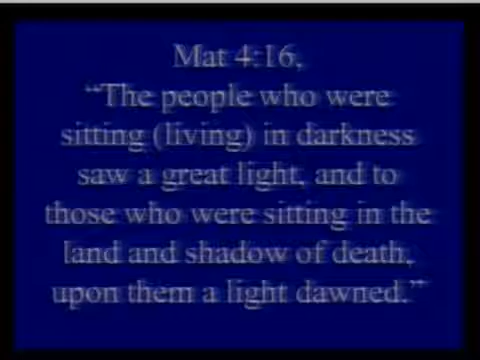 Mat 4:16,
“The people who were
sitting (living) in darkness
saw a great light, and to
those who were sitting in the
land and shadow of death,
upon them a light dawned.”